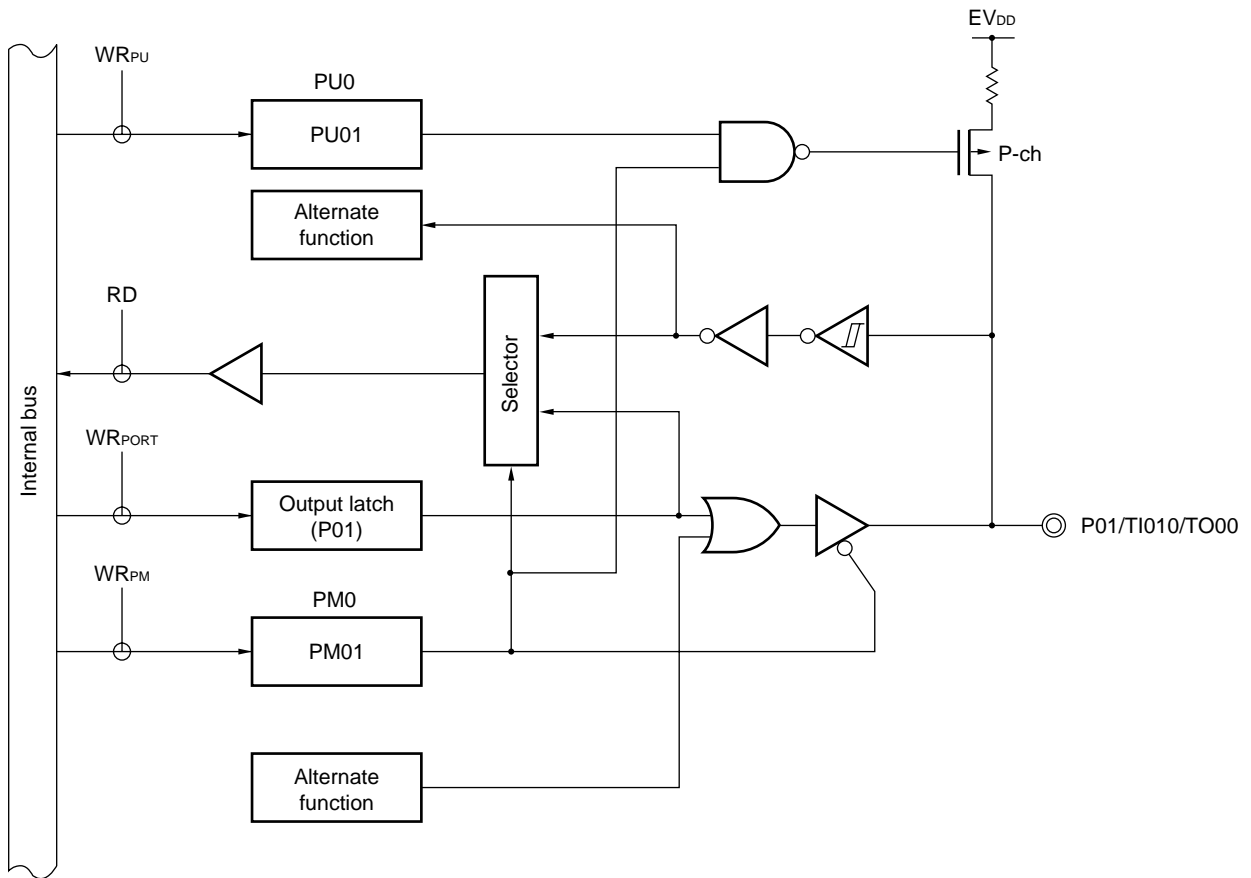 EVDD
WRPU
PU0
PU01
P-ch
Alternate
function
RD
Selector
Internal bus
WRPORT
Output latch
(P01)
P01/TI010/TO00
WRPM
PM0
PM01
Alternate
function